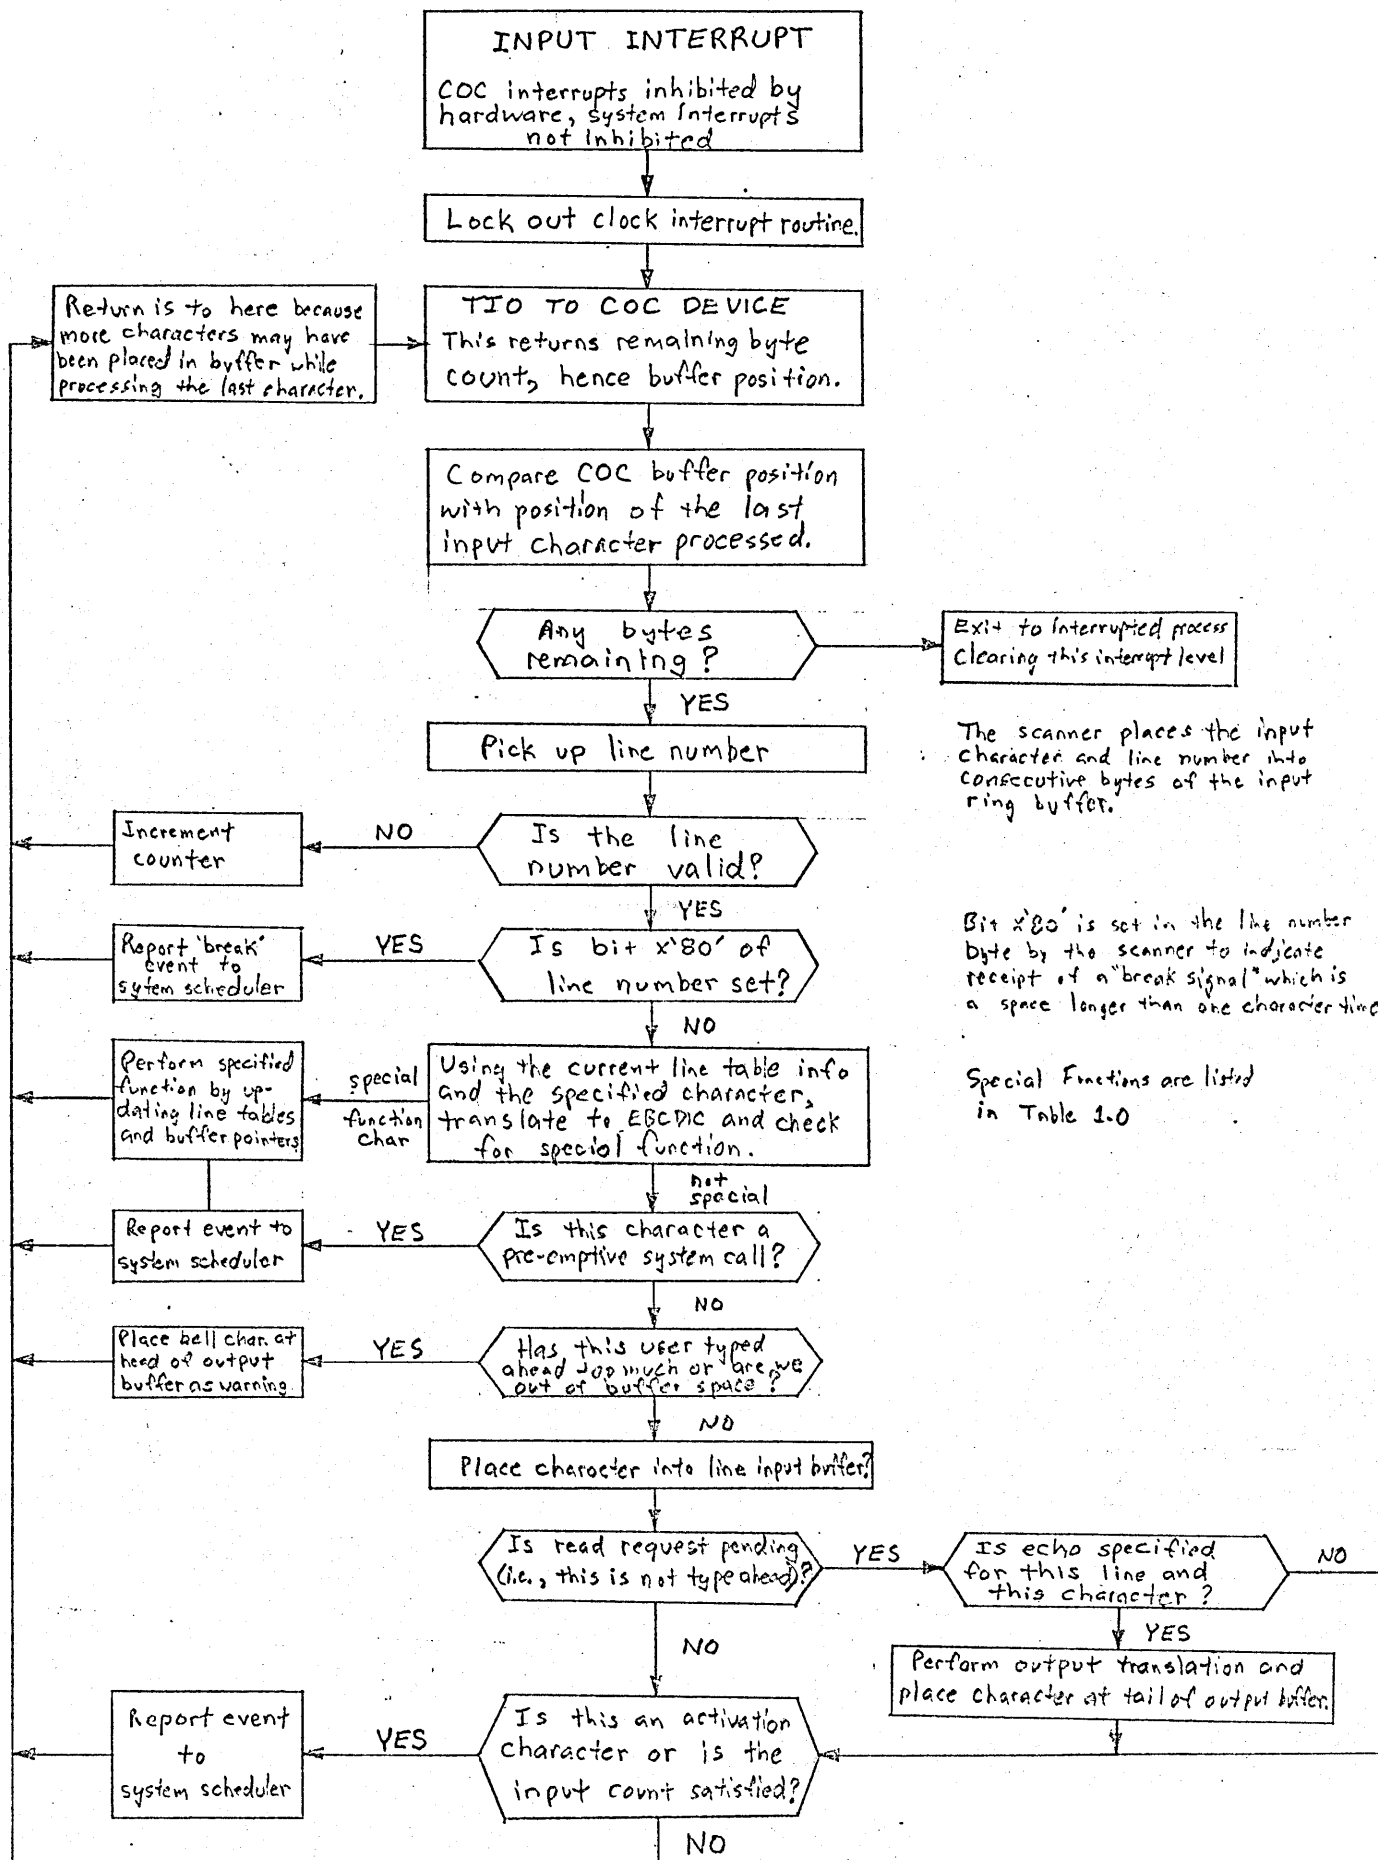 INPUT INTERRUPT
COC interrupts inhibited by
hardware, system interrupts
not inhibited
Lock out clock interrupt routine.
Return is to here because
more characters may have
been placed in buffer while
processing the last character.
TIO TO COC DEVICE
This returns remaining byte
count, hence buffer position.
Compare COC buffer position
with position of the last
input character processed.
Any bytes
remaining?
Exit to interrupted process
Clearing this interrupt level
YES
Pick up line number
The scanner places the input
character and line number into
consecutive bytes of the input
ring buffer.
Increment
counter
NO
Is the line
number valid?
YES
Report 'break'
event to
sytem scheduler
YES
Is bit x'80' of
line number set?
Bit x'80' is set in the line number
byte by the scanner to indicate
receipt of a "break signal" which is
a space longer than one character time
NO
Perform specified
function by up-
dating line tables
and buffer pointers
special
function
char
Using the current line table info
and the specified character,
translate to EBCDIC and check
for special function.
Special Functions are listed
in Table 1.0
not
special
Report event to
system scheduler
YES
Is this character a
pre-emptive system call?
NO
Place bell char. at
head of output
buffer as warning.
YES
Has this user typed
ahead too much or are we
out of buffer space?
NO
Place character into line input buffer?
Is read request pending
(i.e., this is not type ahead)?
YES
Is echo specified
for this line and
this character?
NO
NO
YES
Perform output translation and
place character at tail of output buffer.
Report event
to
system scheduler
YES
Is this an activation
character or is the
input count satisfied?
NO